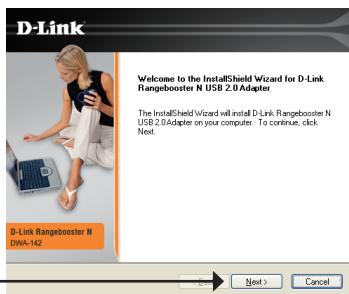 D-Link
Welcome to the InstallShield Wizard for D-Link
Rangebooster N USB 2.0 Adapter
The InstallShield Wizard will install D-Link Rangebooster N
USB 2.0 Adapter on your computer. To continue, click
Next.
D-Link Rangebooster N
DWA-142
Next >
Cancel